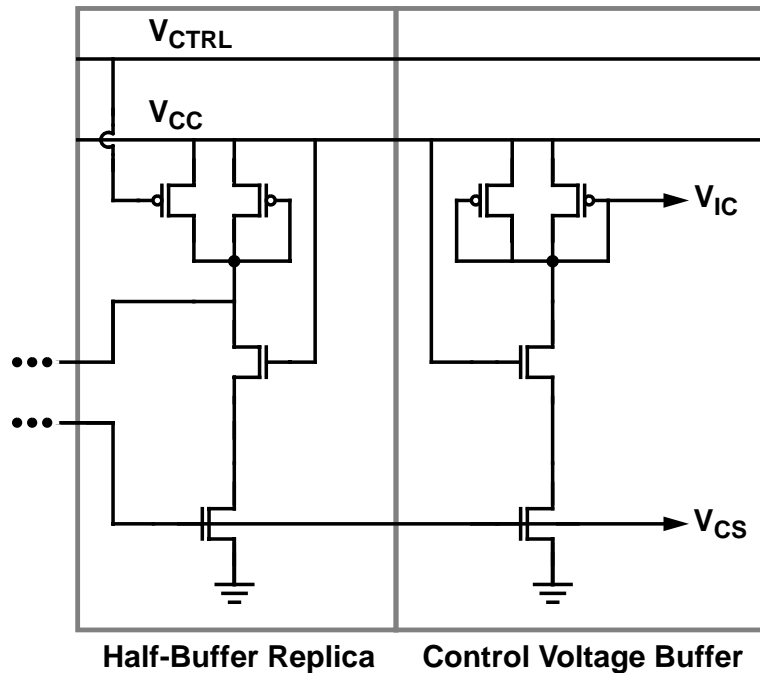 VCTRL
VCC
VIC
VCS
Half-Buffer Replica
Control Voltage Buffer